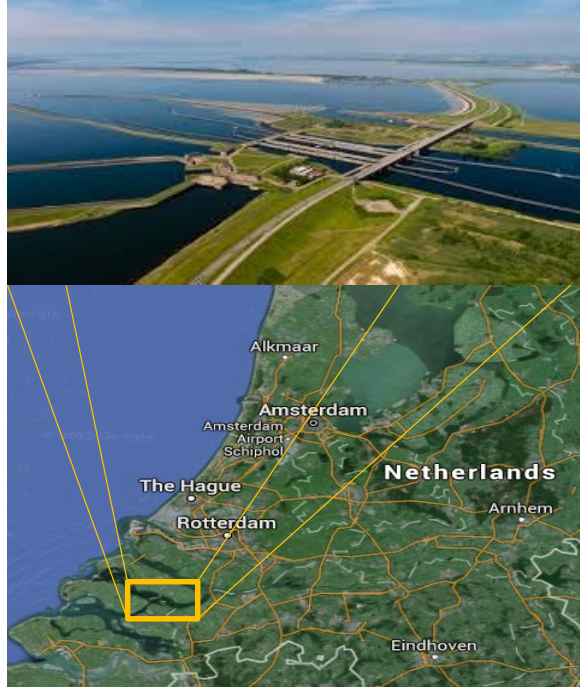 Alkmaar
Amsterdam
Amsterdam
Airport
Schiphol
Netherlands
The Hague
Arnhem
Rotterdam
Eindhoven